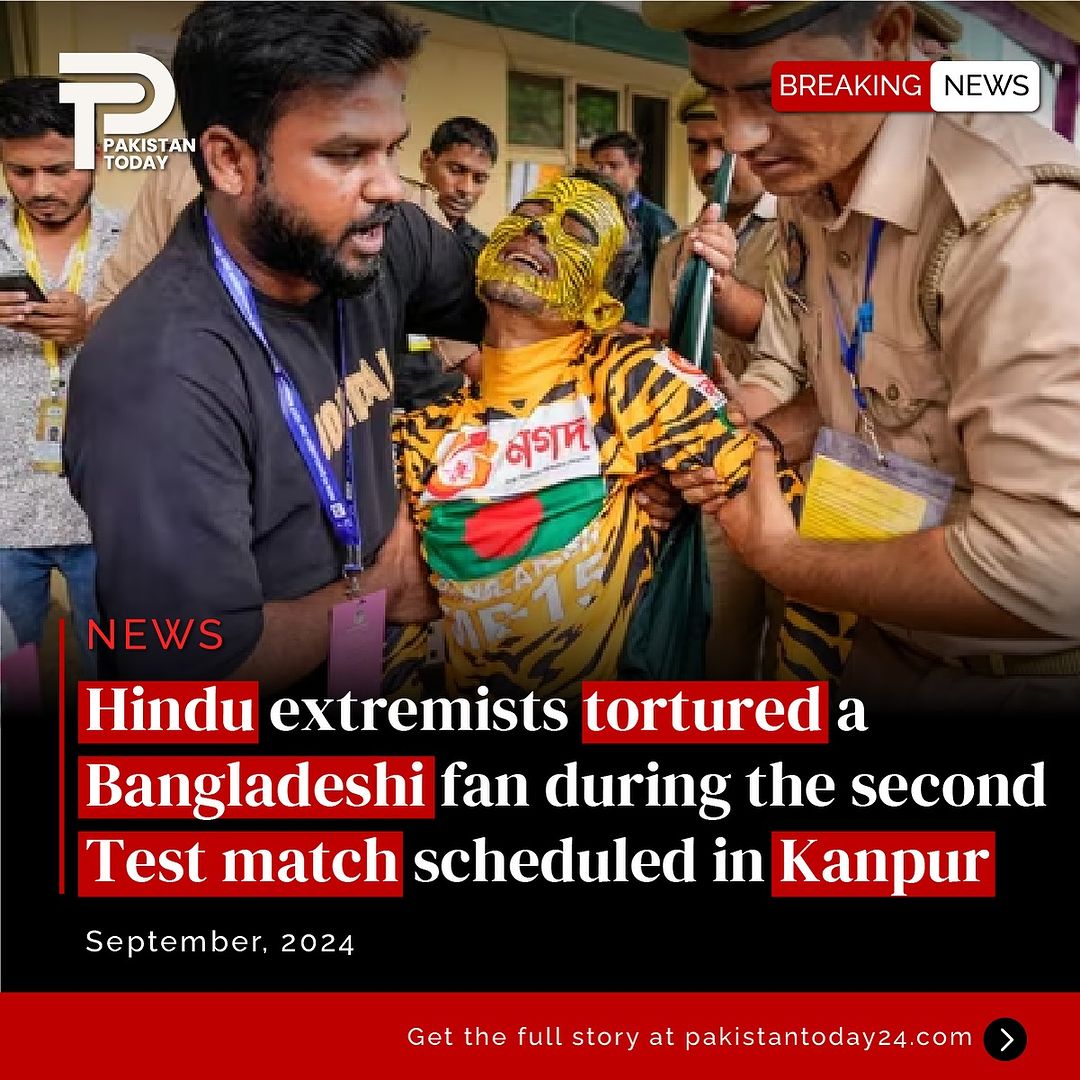 PAKISTAN
TODAY
BREAKING NEWS
নগদ
NEWS
Hindu extremists tortured a
Bangladeshi fan during the second
Test match scheduled in Kanpur
September, 2024
Get the full story at pakistantoday24.com